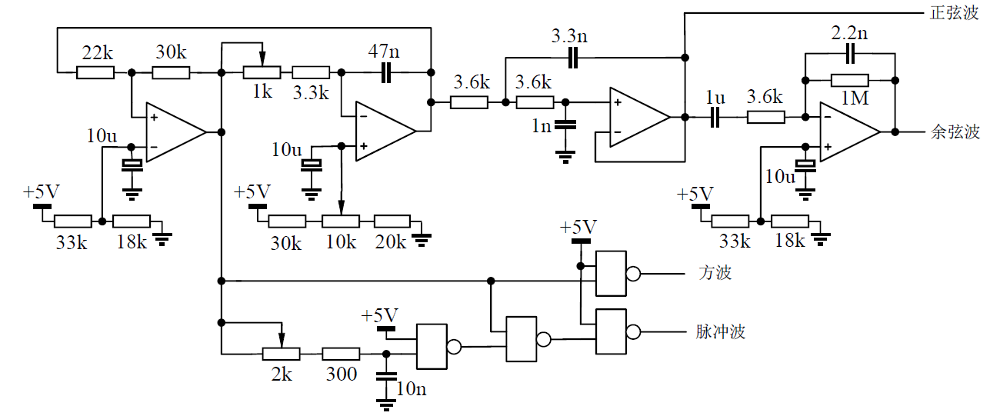 正弦波
3.3n
2.2n
22k
30k
47n
1k
3.3k
3.6k
3.6k
1n
1u
3.6k
1M
+
−
+
−
+
−
+
−
10u
10u
10u
余弦波
+5V
33k
18k
+5V
30k
10k
20k
+5V
33k
18k
+5V
方波
+5V
脉冲波
2k
300
10n